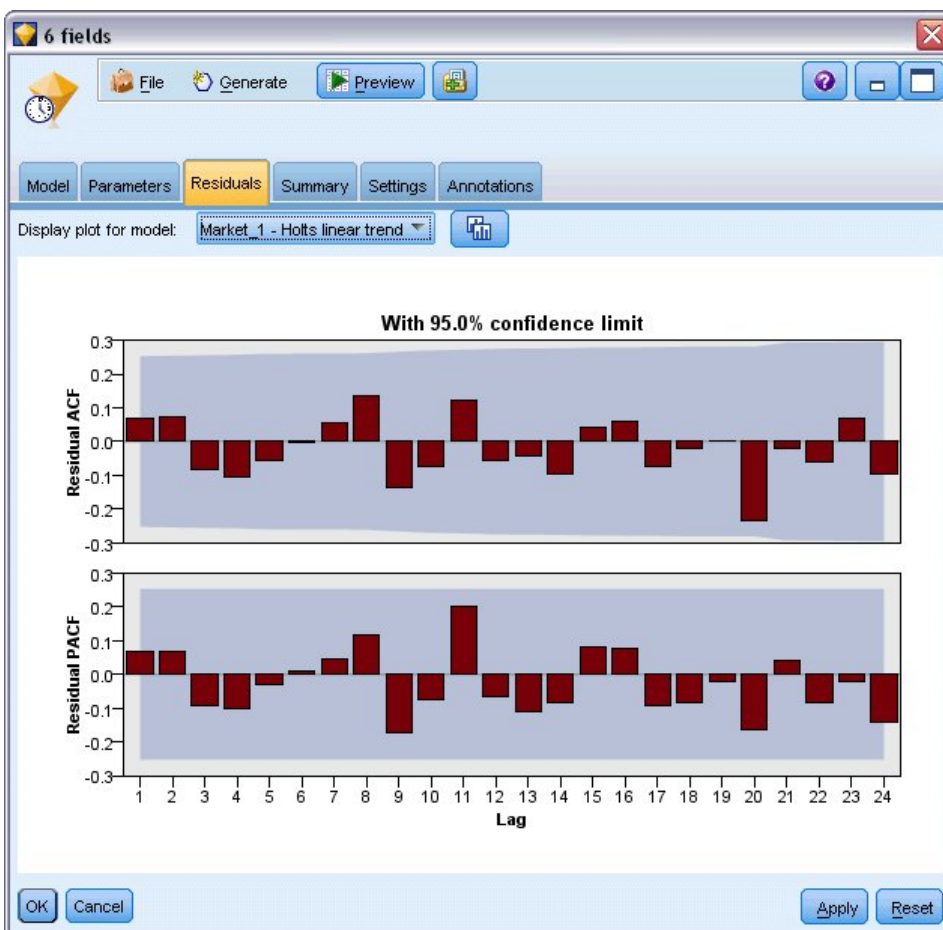 6 fields
File Generate Preview
Model Parameters Residuals Summary Settings Annotations
Display plot for model: Market_1 - Holts linear trend
With 95.0% confidence limit
Residual ACF
0.3
0.2
0.1
0.0
-0.1
-0.2
-0.3
Residual PACF
0.3
0.2
0.1
0.0
-0.1
-0.2
-0.3
1 2 3 4 5 6 7 8 9 10 11 12 13 14 15 16 17 18 19 20 21 22 23 24
Lag
OK Cancel Apply Reset